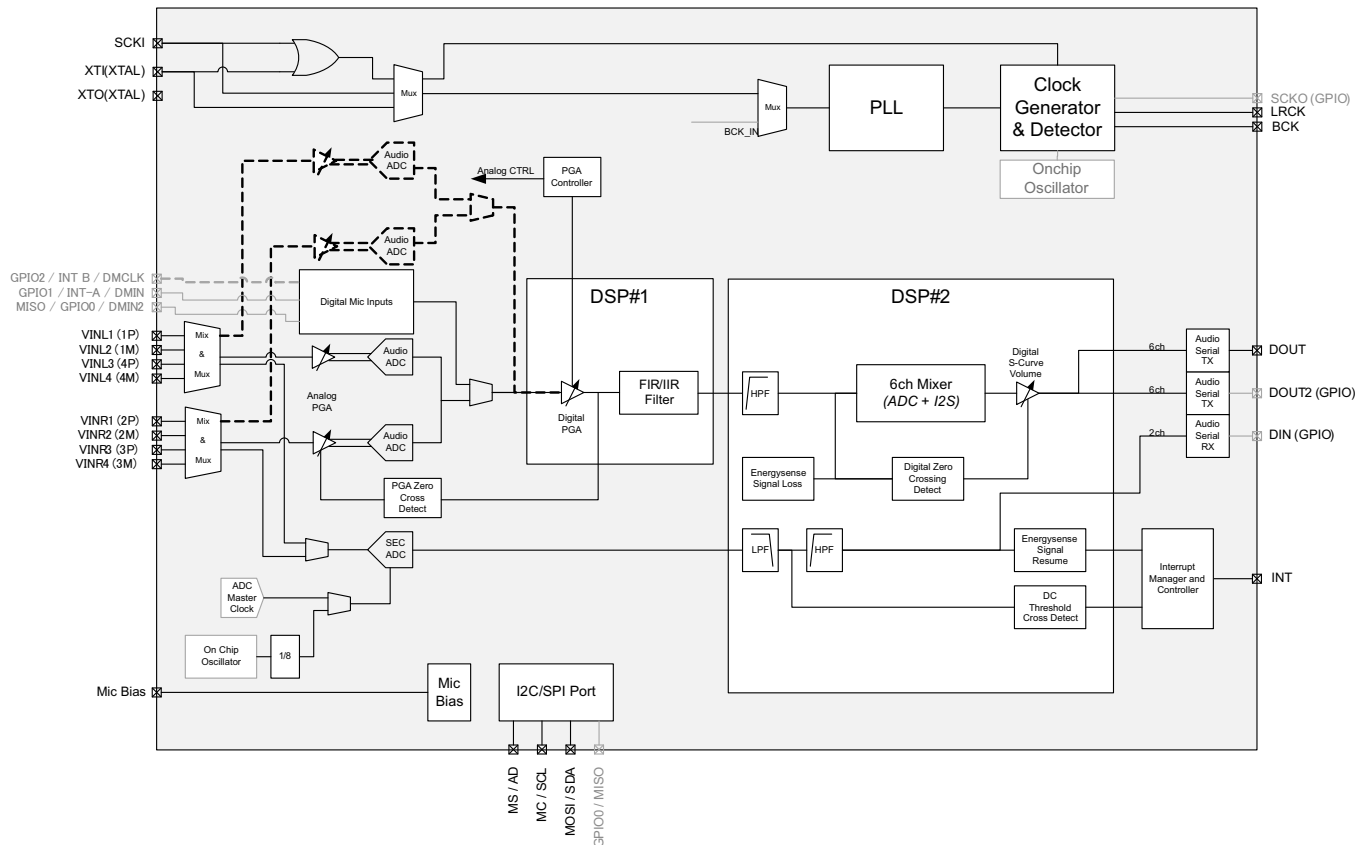 SCKI
XTI(XTAL)
XTO(XTAL)
Mux
Mux
BCK_IN
PLL
Clock
Generator
& Detector
SCKO (GPIO)
LRCK
BCK
Onchip
Oscillator
Audio
ADC
Analog CTRL
PGA
Controller
Audio
ADC
GPIO2 / INT B / DMCLK
GPIO1 / INT-A / DMIN
MISO / GPIO0 / DMIN2
Digital Mic Inputs
DSP#1
DSP#2
VINL1 (1P)
VINL2 (1M)
VINL3 (4P)
VINL4 (4M)
Mix
&
Mux
Audio
ADC
Analog
PGA
VINR1 (2P)
VINR2 (2M)
VINR3 (3P)
VINR4 (3M)
Mix
&
Mux
Audio
ADC
Digital
PGA
FIR/IIR
Filter
HPF
6ch Mixer
(ADC + I2S)
Digital
S-Curve
Volume
6ch
Audio
Serial
TX
DOUT
6ch
Audio
Serial
TX
DOUT2 (GPIO)
2ch
Audio
Serial
RX
DIN (GPIO)
PGA Zero
Cross
Detect
Energysense
Signal Loss
Digital Zero
Crossing
Detect
SEC
ADC
LPF
HPF
Energysense
Signal
Resume
DC
Threshold
Cross Detect
Interrupt
Manager and
Controller
INT
ADC
Master
Clock
On Chip
Oscillator
1/8
Mic Bias
Mic
Bias
I2C/SPI Port
MS / AD
MC / SCL
MOSI / SDA
GPIO0 / MISO